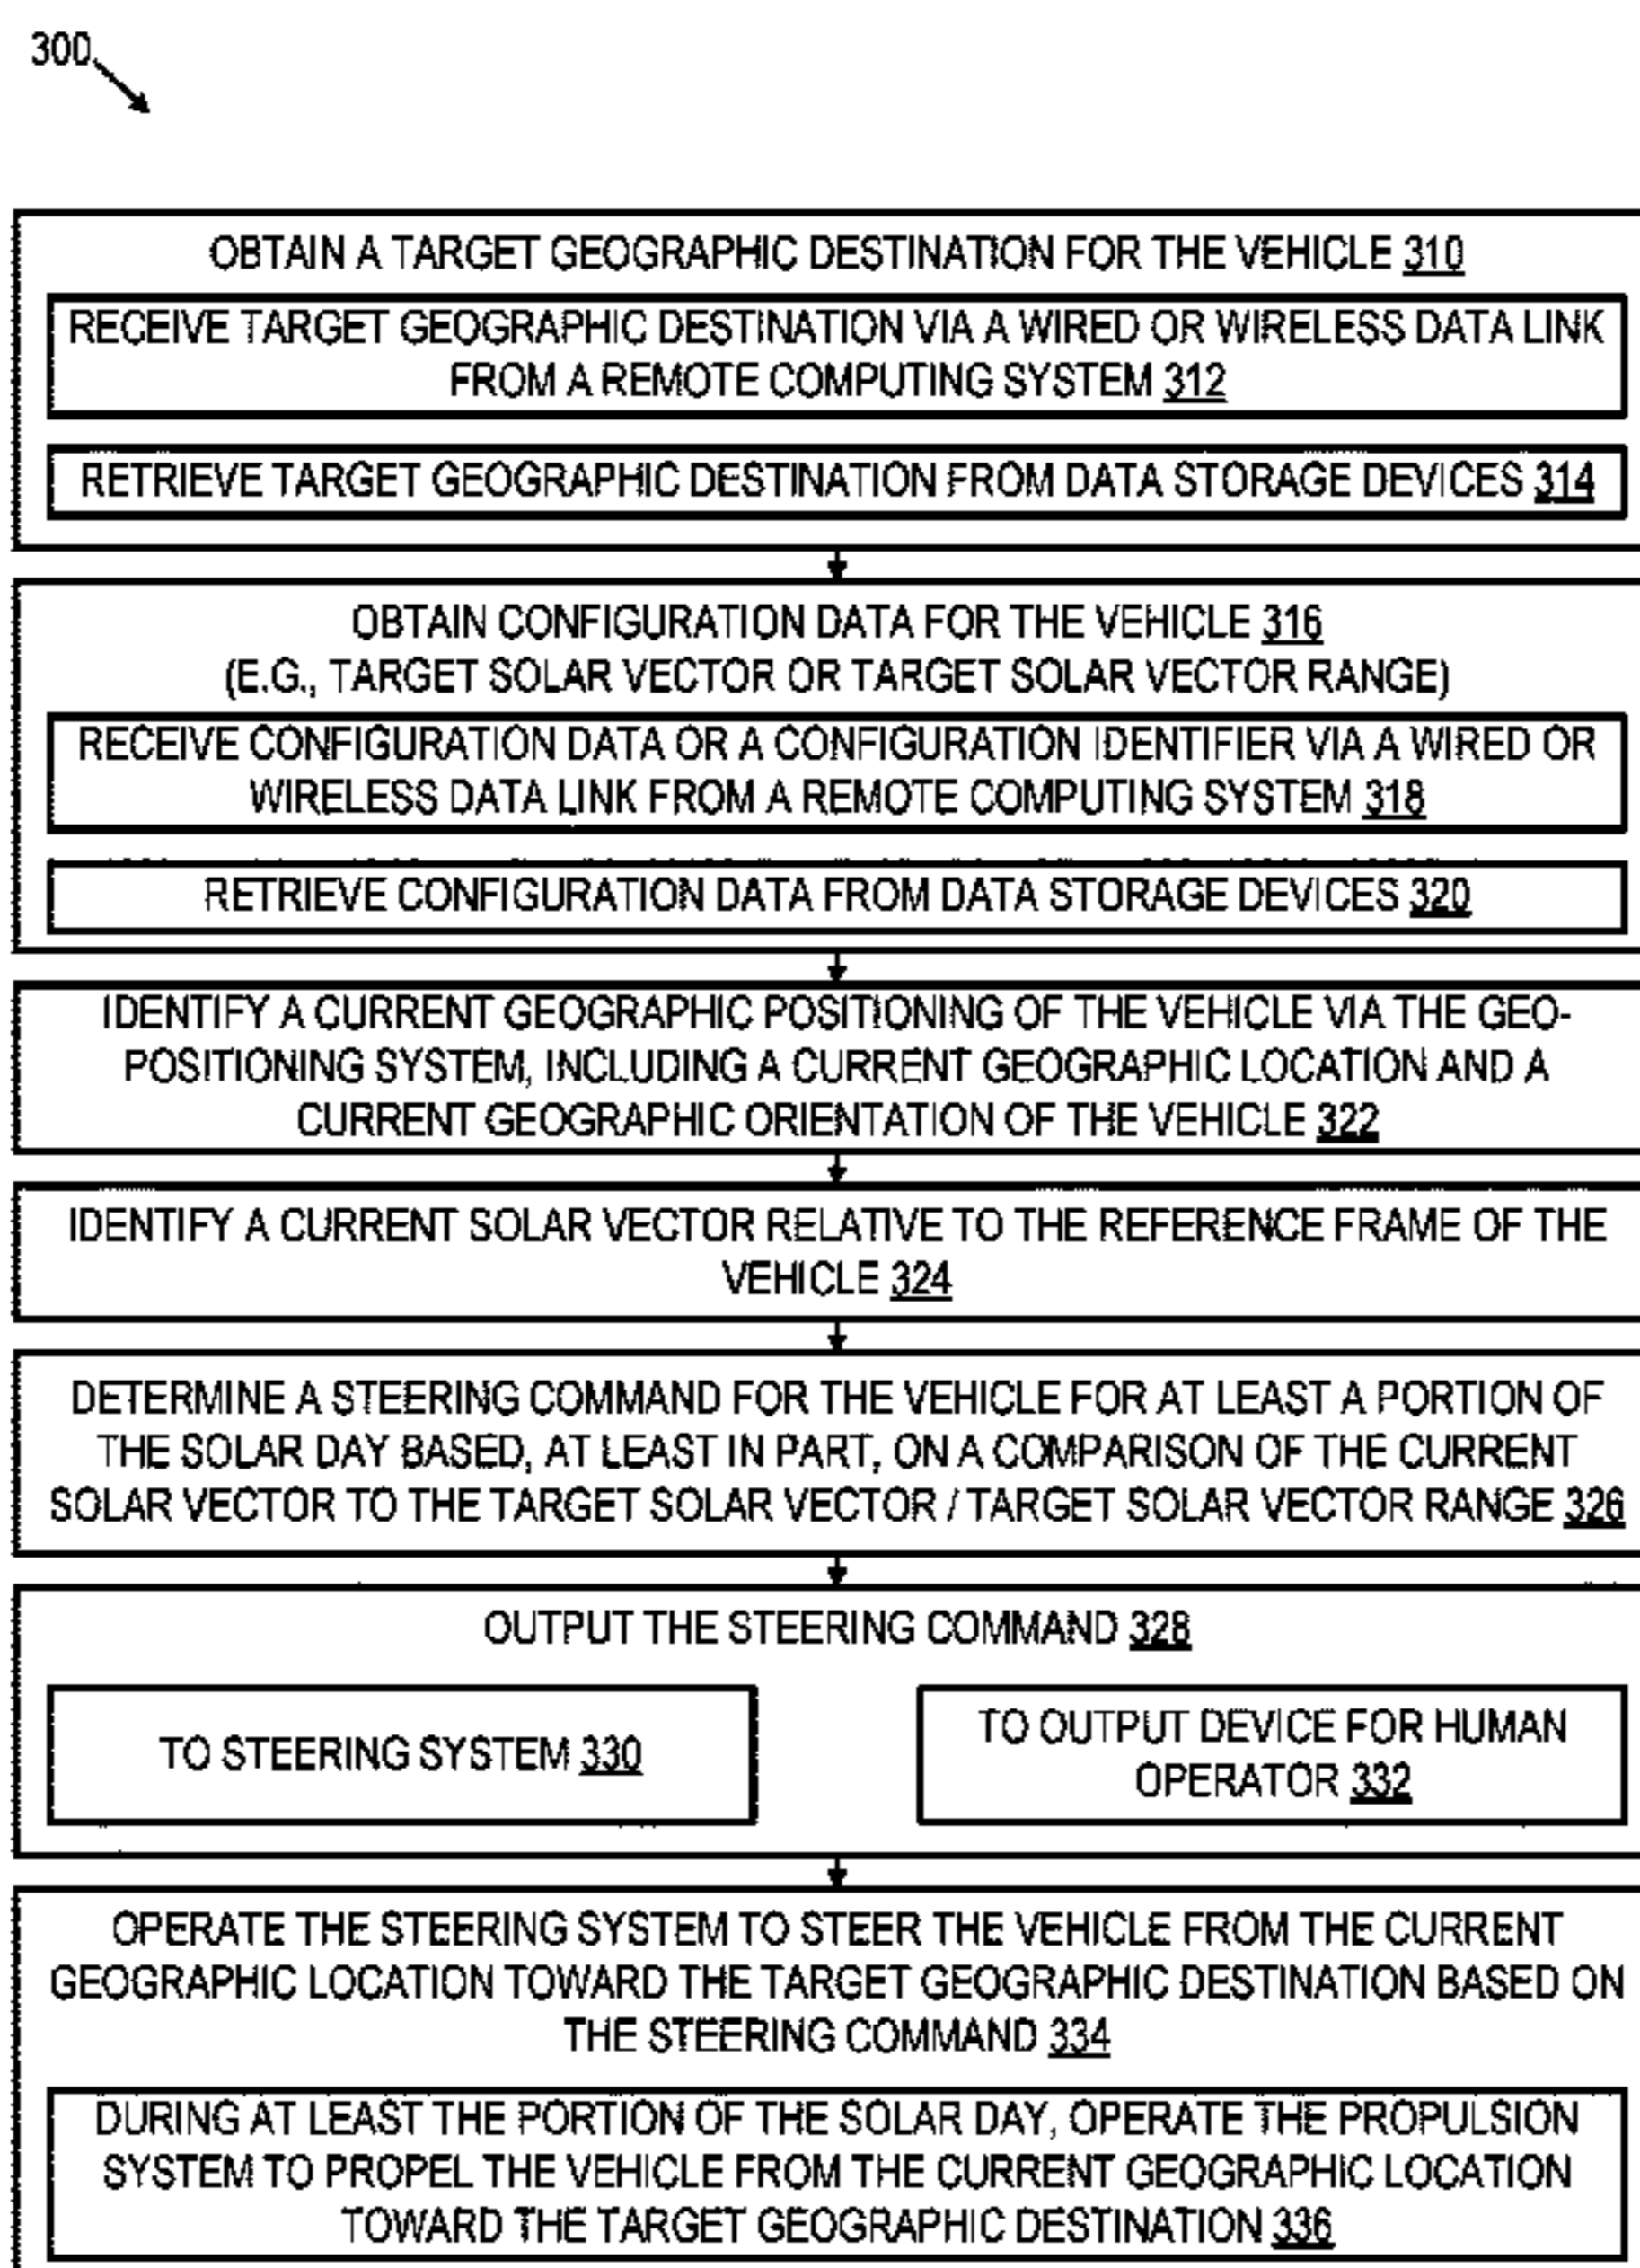 300
OBTAIN A TARGET GEOGRAPHIC DESTINATION FOR THE VEHICLE 310
RECEIVE TARGET GEOGRAPHIC DESTINATION VIA A WIRED OR WIRELESS DATA LINK
FROM A REMOTE COMPUTING SYSTEM 312
RETRIEVE TARGET GEOGRAPHIC DESTINATION FROM DATA STORAGE DEVICES 314
OBTAIN CONFIGURATION DATA FOR THE VEHICLE 316
(E.G., TARGET SOLAR VECTOR OR TARGET SOLAR VECTOR RANGE)
RECEIVE CONFIGURATION DATA OR A CONFIGURATION IDENTIFIER VIA A WIRED OR
WIRELESS DATA LINK FROM A REMOTE COMPUTING SYSTEM 318
RETRIEVE CONFIGURATION DATA FROM DATA STORAGE DEVICES 320
IDENTIFY A CURRENT GEOGRAPHIC POSITIONING OF THE VEHICLE VIA THE GEO-
POSITIONING SYSTEM, INCLUDING A CURRENT GEOGRAPHIC LOCATION AND A
CURRENT GEOGRAPHIC ORIENTATION OF THE VEHICLE 322
IDENTIFY A CURRENT SOLAR VECTOR RELATIVE TO THE REFERENCE FRAME OF THE
VEHICLE 324
DETERMINE A STEERING COMMAND FOR THE VEHICLE FOR AT LEAST A PORTION OF
THE SOLAR DAY BASED, AT LEAST IN PART, ON A COMPARISON OF THE CURRENT
SOLAR VECTOR TO THE TARGET SOLAR VECTOR / TARGET SOLAR VECTOR RANGE 326
OUTPUT THE STEERING COMMAND 328
TO STEERING SYSTEM 330
TO OUTPUT DEVICE FOR HUMAN
OPERATOR 332
OPERATE THE STEERING SYSTEM TO STEER THE VEHICLE FROM THE CURRENT
GEOGRAPHIC LOCATION TOWARD THE TARGET GEOGRAPHIC DESTINATION BASED ON
THE STEERING COMMAND 334
DURING AT LEAST THE PORTION OF THE SOLAR DAY, OPERATE THE PROPULSION
SYSTEM TO PROPEL THE VEHICLE FROM THE CURRENT GEOGRAPHIC LOCATION
TOWARD THE TARGET GEOGRAPHIC DESTINATION 336